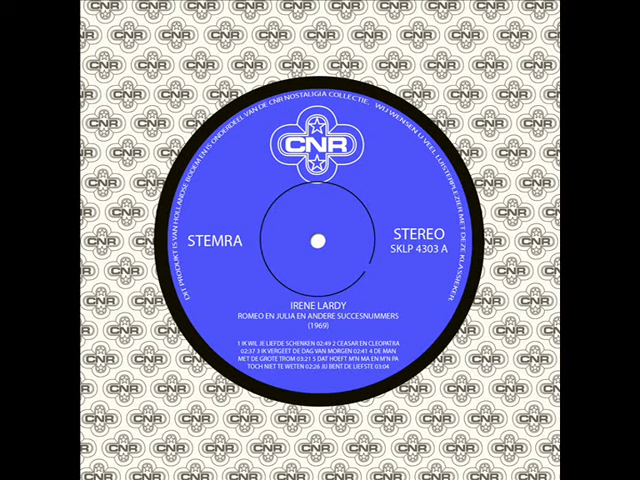 DIT PRODUKT IS VAN HOLLANDSE BODEM EN IS ONDERDEEL VAN DE CNR NOSTALIGIA COLLECTIE. WIJ WENSEN U VEEL LUISTERPLEZIER MET DEZE KLASSIEKER.
CNR
STEMRA
STEREO
SKLP 4303 A
IRENE LARDY
ROMEO EN JULIA EN ANDERE SUCCESNUMMERS
(1969)
1 IK WIL JE LIEFDE SCHENKEN 02:49 2 CEASAR EN CLEOPATRA
02:37 3 IK VERGEET DE DAG VAN MORGEN 02:41 4 DE MAN
MET DE GROTE TROM 03:21 5 DAT HOEFT M'N MA EN M'N PA
TOCH NIET TE WETEN 02:26 JIJ BENT DE LIEFSTE 03:04